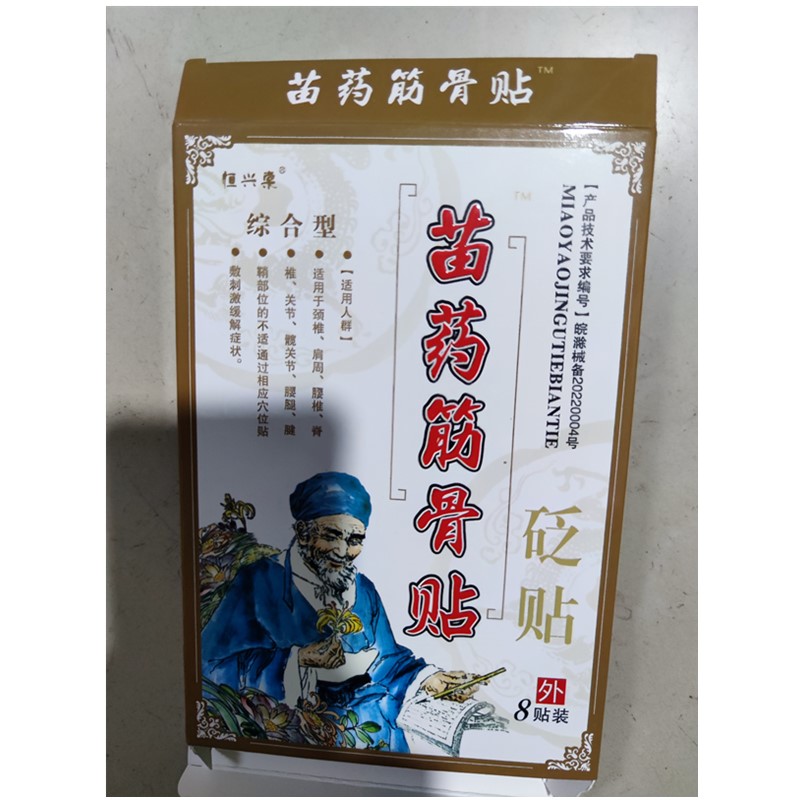 苗药筋骨贴™
恒兴棠®
综合型
【适用人群】
适用于颈椎、肩周、腰椎、脊
椎、关节、髋关节、腰腿、腱
鞘部位的不适,通过相应穴位贴
敷刺激缓解症状。
TM
苗药筋骨贴
【产品技术要求编号】皖滁械备20220004号
MIAOYAOJINGUTIEBIANTIE
砭贴
外
8贴装